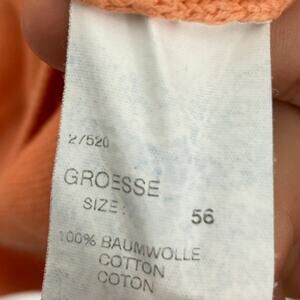 2/520
GROESSE
SIZE: 56
100% BAUMWOLLE
COTTON
COTON